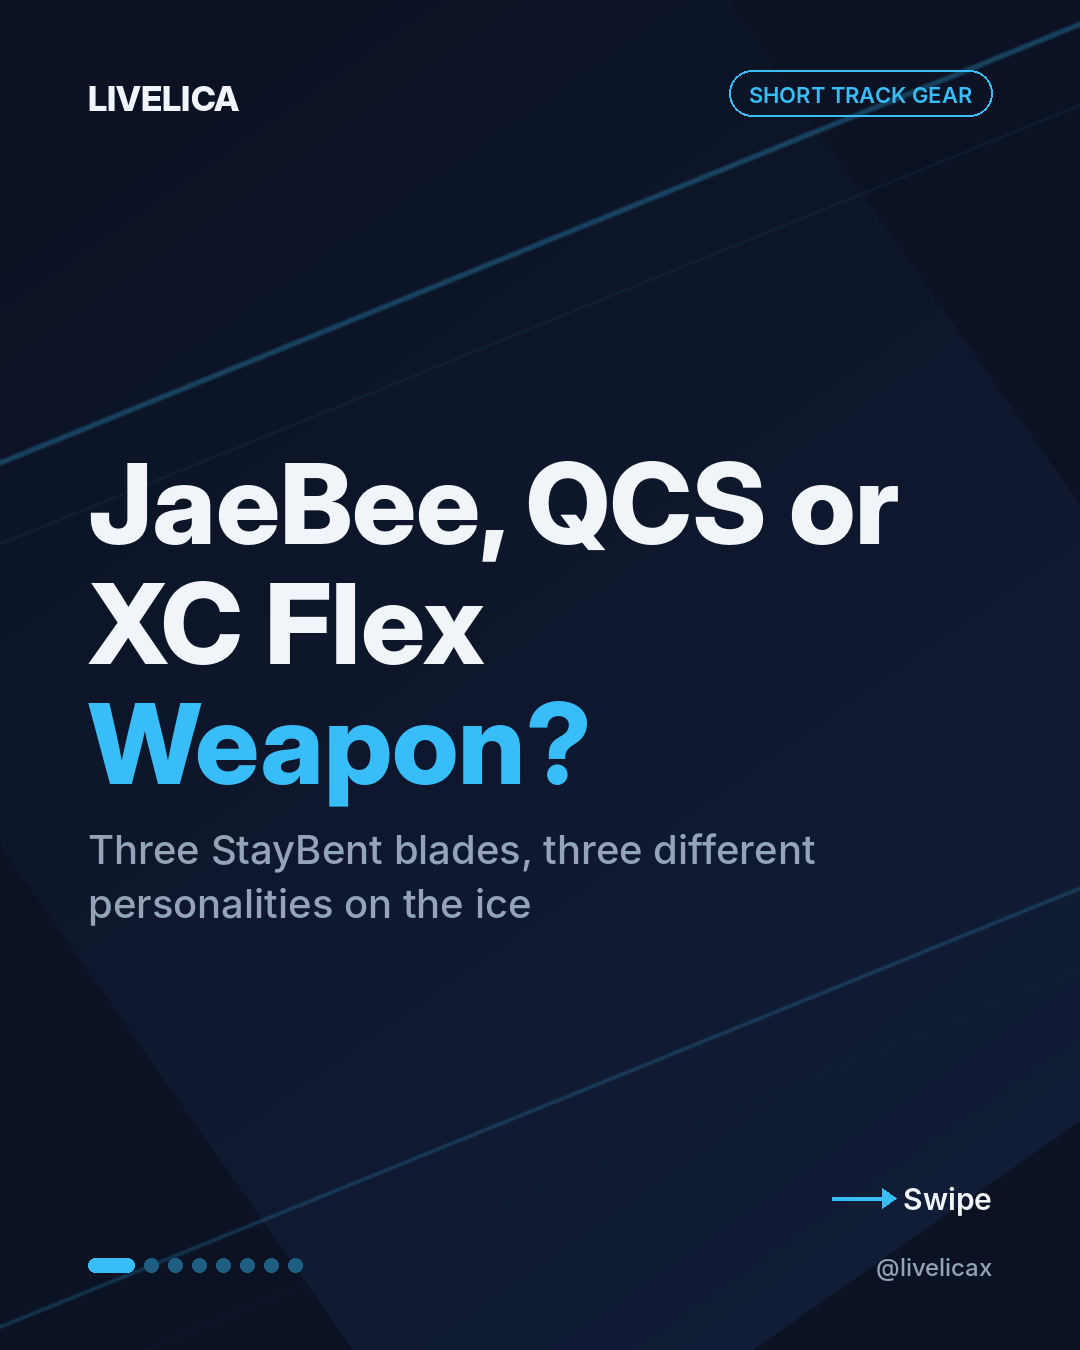 LIVELICA
SHORT TRACK GEAR
JaeBee, QCS or
XC Flex
Weapon?
Three StayBent blades, three different
personalities on the ice
Swipe
@livelicax